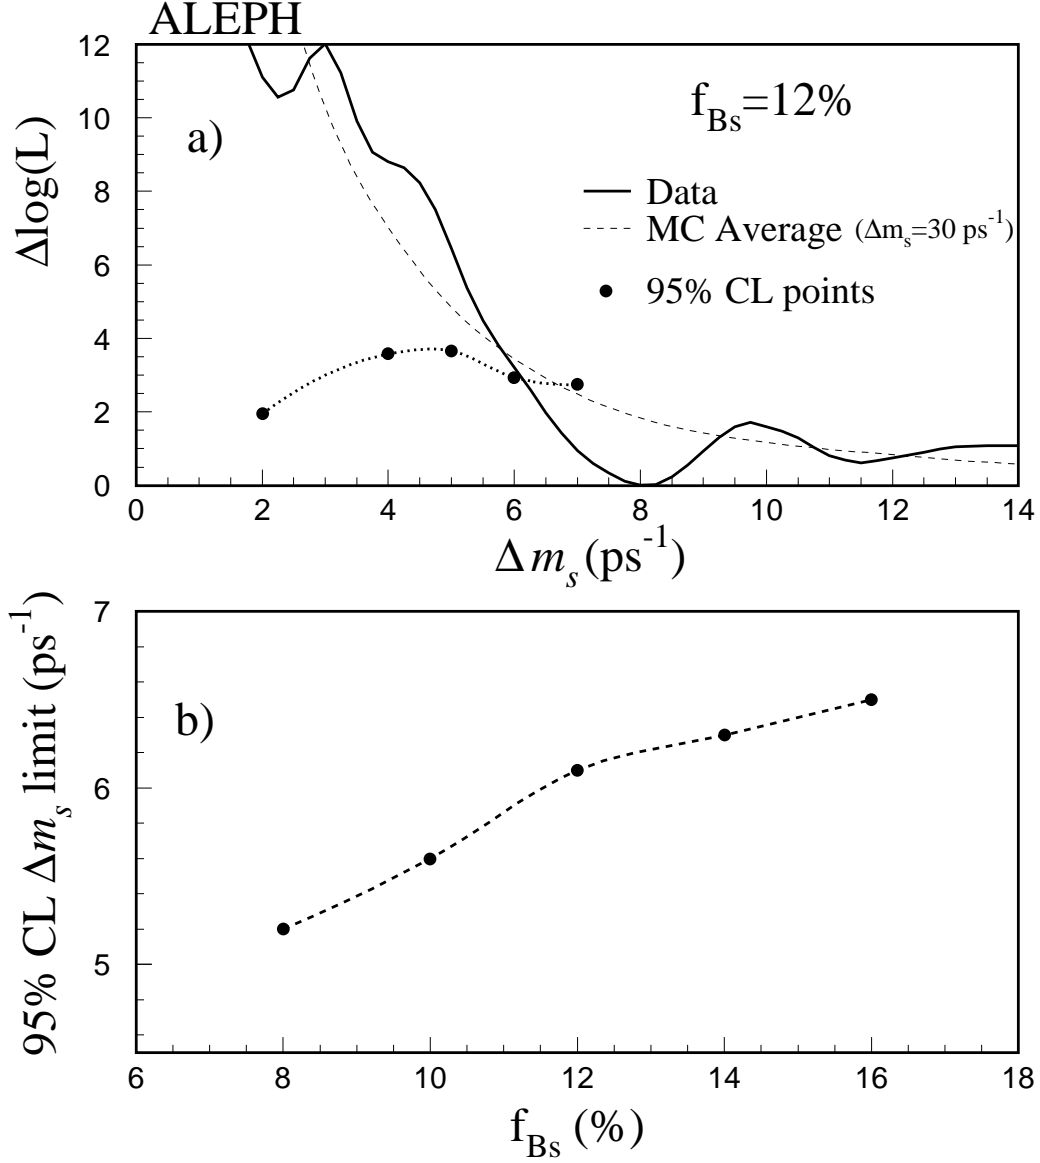 ALEPH
a)
f_Bs=12%
Data
MC Average (Δm_s=30 ps^-1)
95% CL points
Δlog(L)
12
10
8
6
4
2
0
0 2 4 6 8 10 12 14
Δm_s (ps^-1)
b)
95% CL Δm_s limit (ps^-1)
7
6
5
6 8 10 12 14 16 18
f_Bs (%)